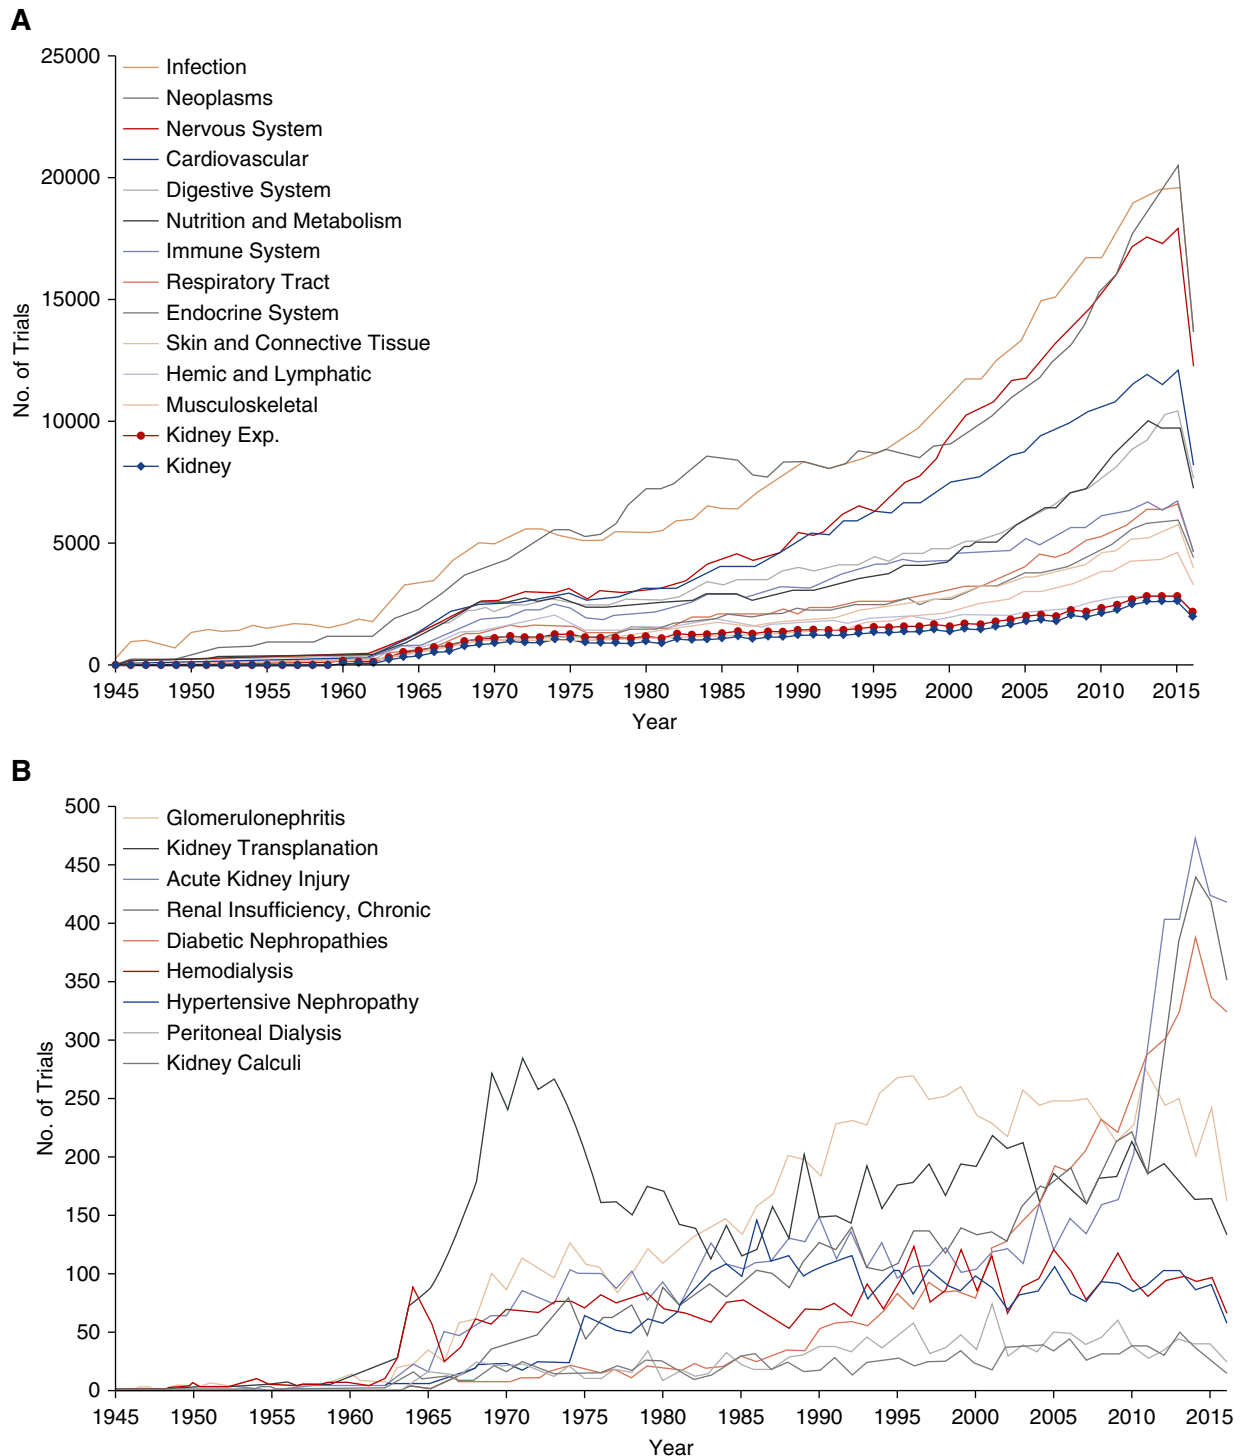 A
25000
20000
15000
10000
5000
0
No. of Trials
Infection
Neoplasms
Nervous System
Cardiovascular
Digestive System
Nutrition and Metabolism
Immune System
Respiratory Tract
Endocrine System
Skin and Connective Tissue
Hemic and Lymphatic
Musculoskeletal
Kidney Exp.
Kidney
1945 1950 1955 1960 1965 1970 1975 1980 1985 1990 1995 2000 2005 2010 2015
Year
B
500
450
400
350
300
250
200
150
100
50
0
No. of Trials
Glomerulonephritis
Kidney Transplanation
Acute Kidney Injury
Renal Insufficiency, Chronic
Diabetic Nephropathies
Hemodialysis
Hypertensive Nephropathy
Peritoneal Dialysis
Kidney Calculi
1945 1950 1955 1960 1965 1970 1975 1980 1985 1990 1995 2000 2005 2010 2015
Year